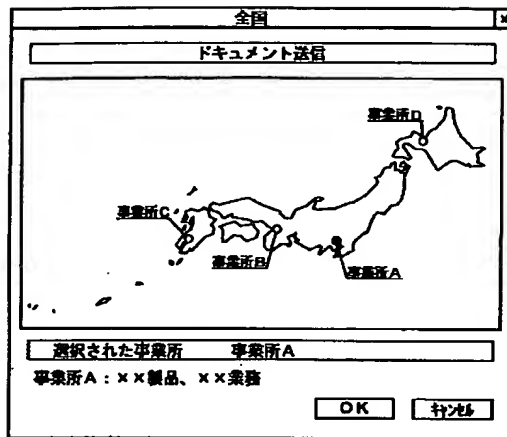 全国
×
ドキュメント送信
事業所D
事業所C
事業所B
事業所A
選択された事業所 事業所A
事業所A：××製品、××業務
OK キャンセル